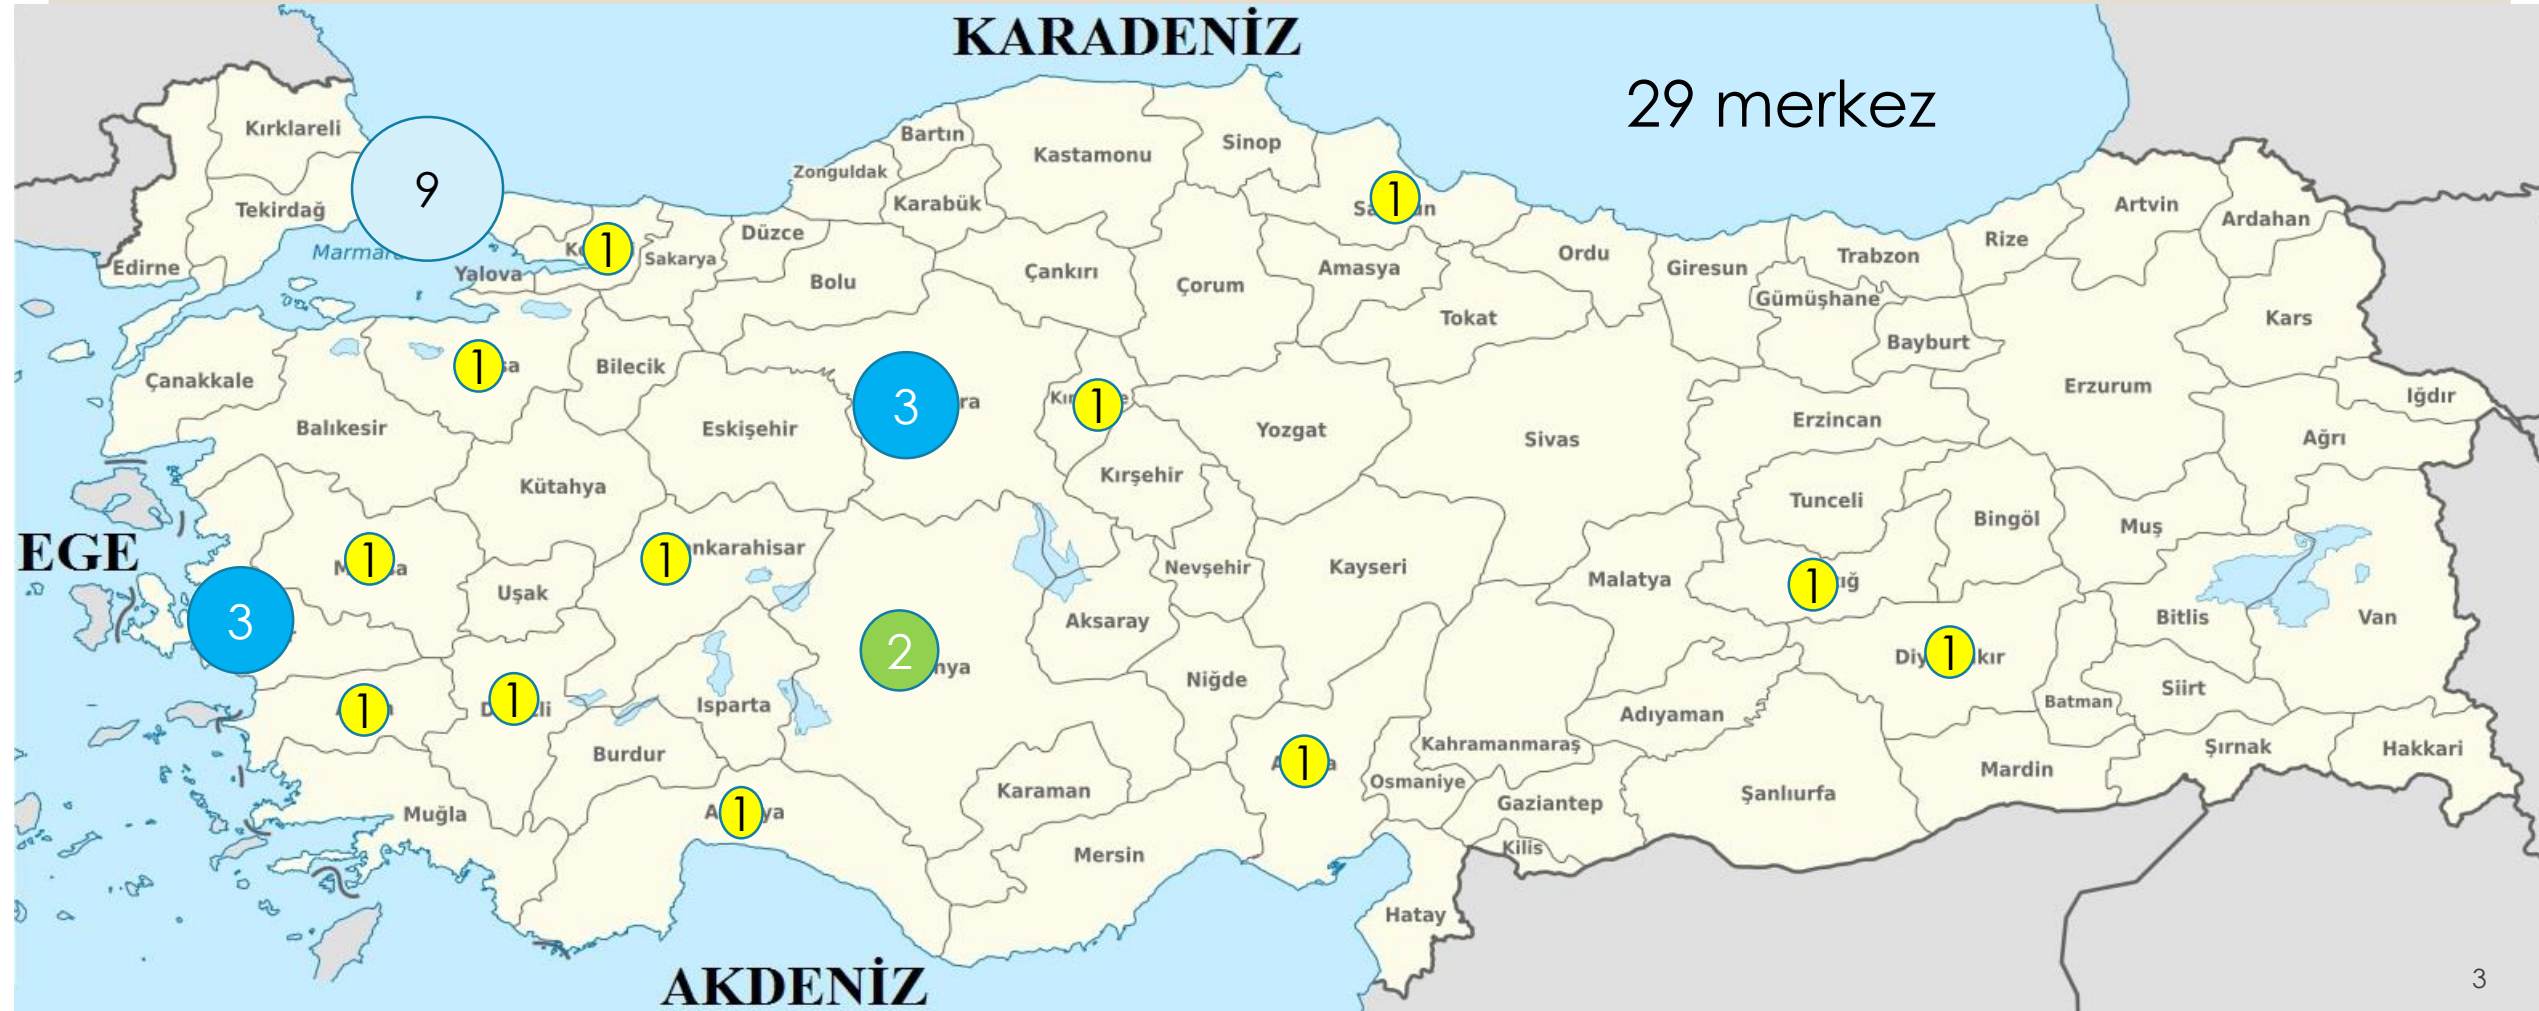 KARADENİZ
29 merkez
Kırklareli
Bartın
Sinop
Kastamonu
Zonguldak
9
1
Karabük
Artvin
Tekirdağ
Ardahan
Düzce
Rize
1
Marmara
Sakarya
Ordu
Trabzon
Edirne
Yalova
Çankırı
Amasya
Giresun
Bolu
Çorum
Gümüşhane
Tokat
Kars
Bayburt
1
Bilecik
Çanakkale
Erzurum
Iğdır
3
1
Erzincan
Balıkesir
Eskişehir
Yozgat
Sivas
Ağrı
Kırşehir
Kütahya
Tunceli
Bingöl
Muş
EGE
1
1
nkarahisar
Nevşehir
Kayseri
Malatya
1
Uşak
3
Aksaray
Bitlis
Van
2
nya
1
Niğde
Siirt
1
1
Isparta
Batman
Adıyaman
Burdur
1
Kahramanmaraş
Şırnak
Hakkari
Mardin
Osmaniye
Karaman
Şanlıurfa
Gaziantep
Muğla
1
Mersin
Kilis
Hatay
AKDENİZ
3